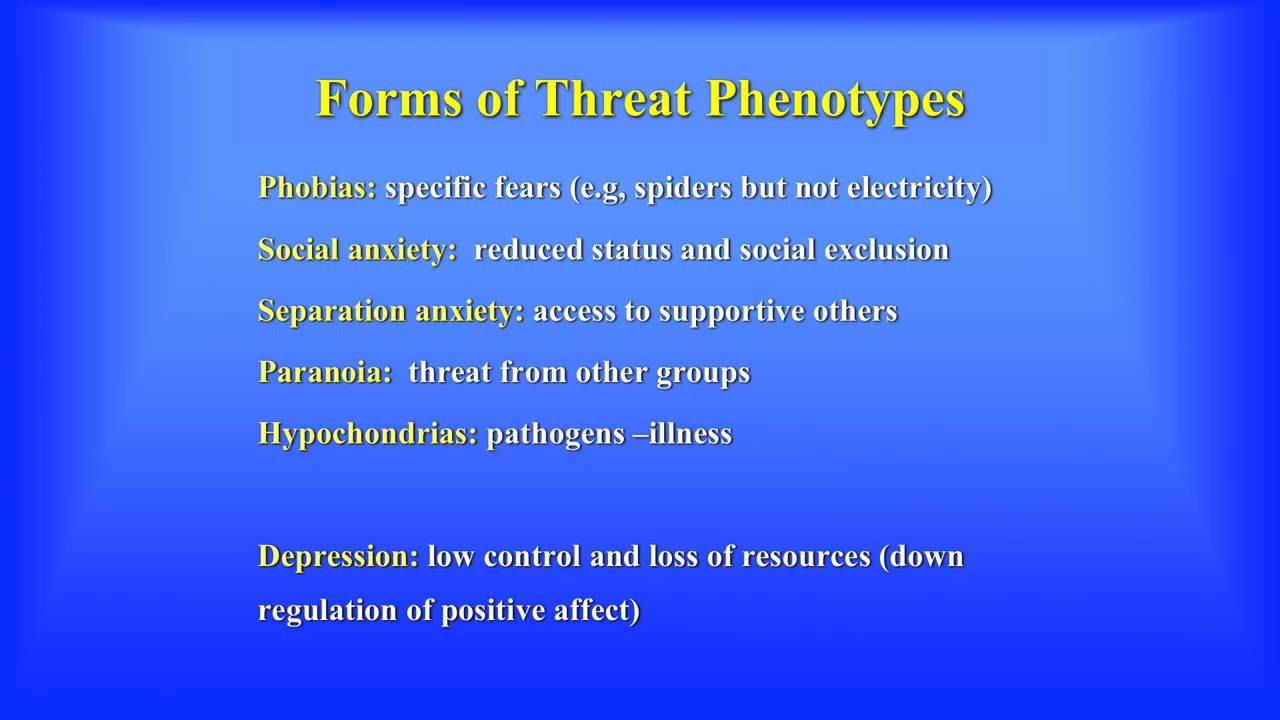 Forms of Threat Phenotypes
Phobias: specific fears (e.g, spiders but not electricity)
Social anxiety:  reduced status and social exclusion
Separation anxiety: access to supportive others
Paranoia:  threat from other groups
Hypochondrias: pathogens –illness
Depression: low control and loss of resources (down
regulation of positive affect)